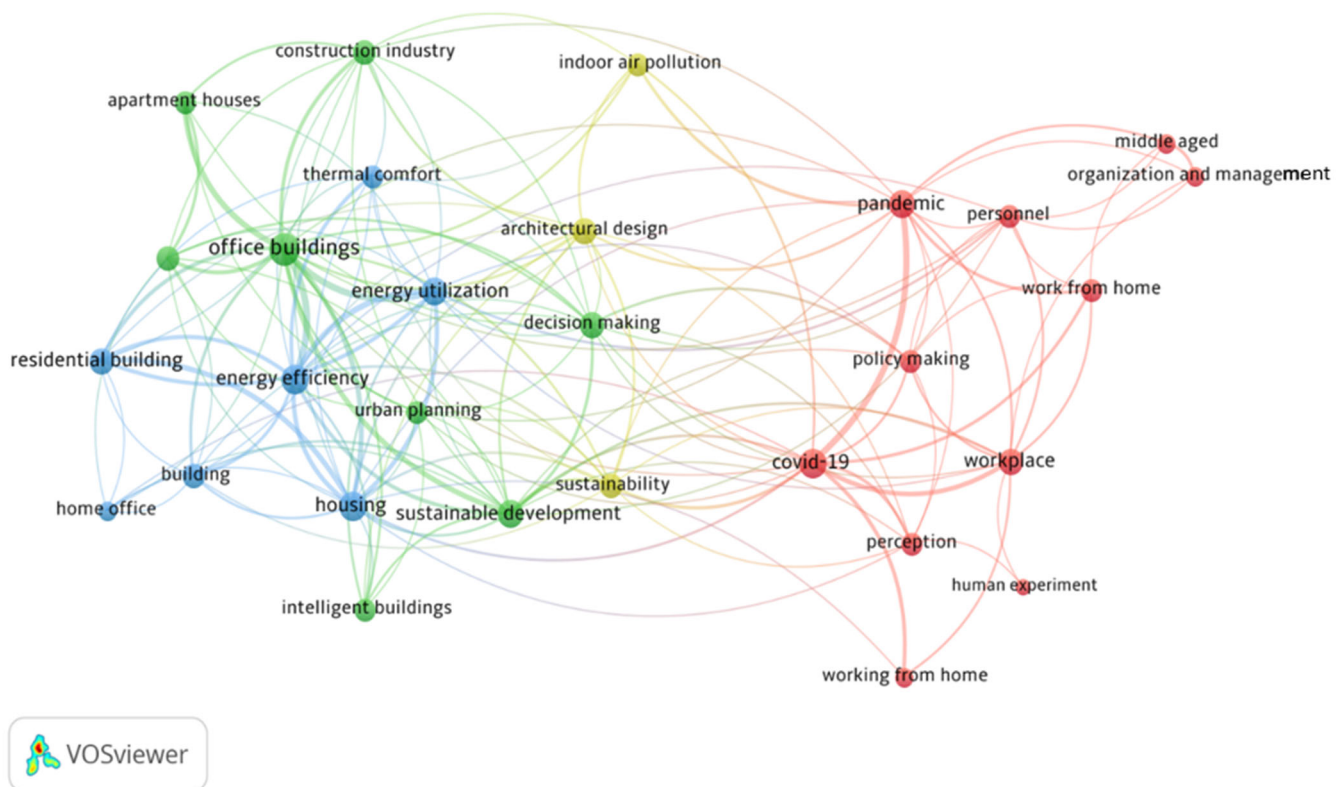 construction industry
indoor air pollution
apartment houses
middle aged
thermal comfort
organization and management
pandemic
personnel
architectural design
office buildings
energy utilization
work from home
decision making
residential building
policy making
energy efficiency
urban planning
covid-19
workplace
building
sustainability
home office
housing
sustainable development
perception
human experiment
intelligent buildings
working from home
VOSviewer